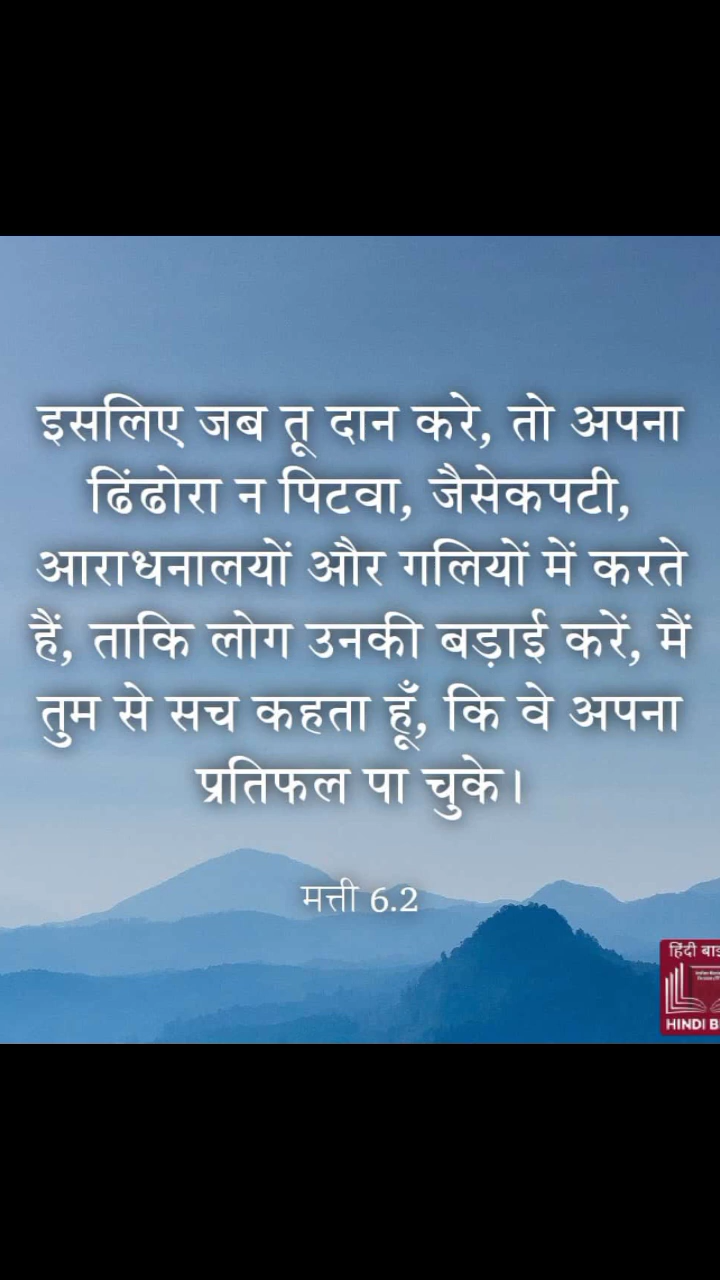 इसलिए जब तू दान करे, तो अपना
ढिंढोरा न पिटवा, जैसेकपटी,
आराधनालयों और गलियों में करते
हैं, ताकि लोग उनकी बड़ाई करें, मैं
तुम से सच कहता हूँ, कि वे अपना
प्रतिफल पा चुके।
मत्ती 6.2
हिंदी बाइ
HINDI B